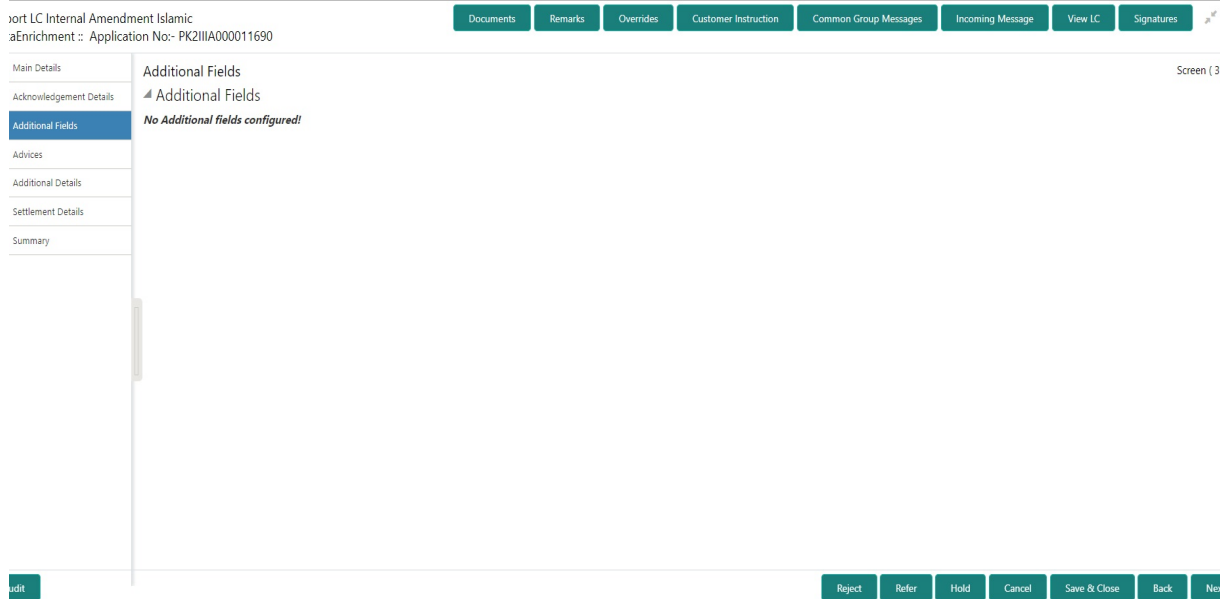 port LC Internal Amendment Islamic
Documents
Remarks
Overrides
Customer Instruction
Common Group Messages
Incoming Message
View LC
Signatures
aEnrichment :: Application No:- PK2IIIA000011690
Main Details
Acknowledgement Details
Additional Fields
Advices
Additional Details
Settlement Details
Summary
Additional Fields
Screen ( 3
Additional Fields
No Additional fields configured!
udit
Reject
Refer
Hold
Cancel
Save & Close
Back
Nex